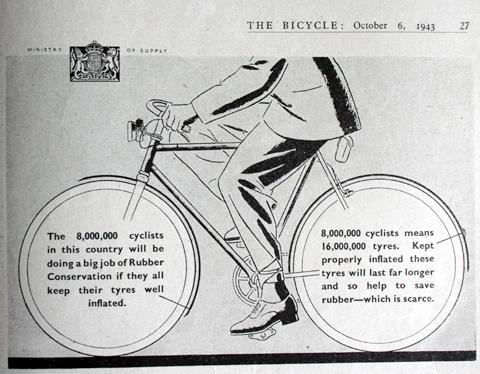 THE BICYCLE: October 6, 1943 27
MINISTRY OF SUPPLY
The 8,000,000 cyclists
in this country will be
doing a big job of Rubber
Conservation if they all
keep their tyres well
inflated.
8,000,000 cyclists means
16,000,000 tyres. Kept
properly inflated these
tyres will last far longer
and so help to save
rubber—which is scarce.